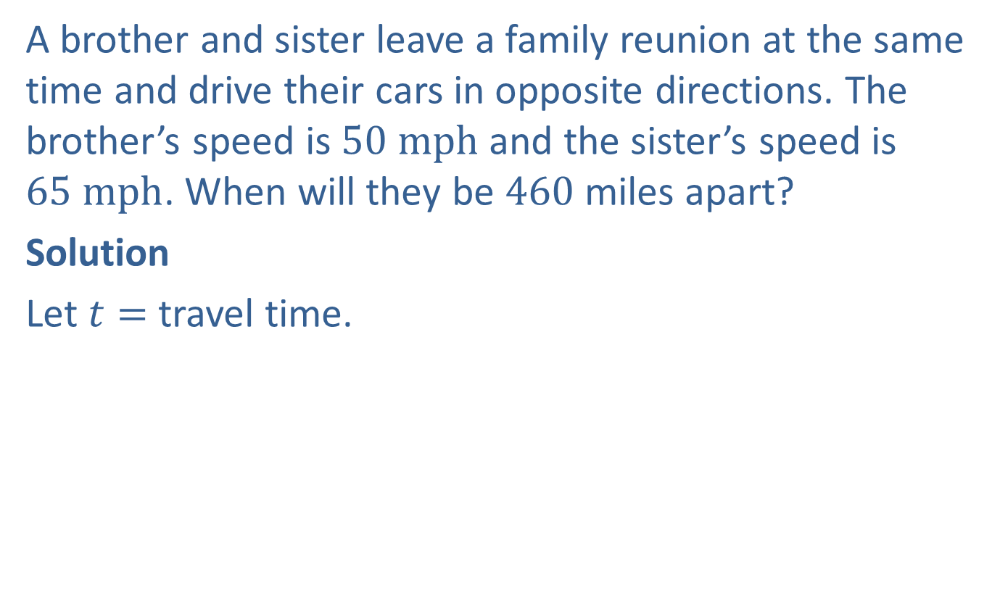 A brother and sister leave a family reunion at the same
time and drive their cars in opposite directions. The
brother’s speed is 50 mph and the sister’s speed is
65 mph. When will they be 460 miles apart?
Solution
Let t = travel time.